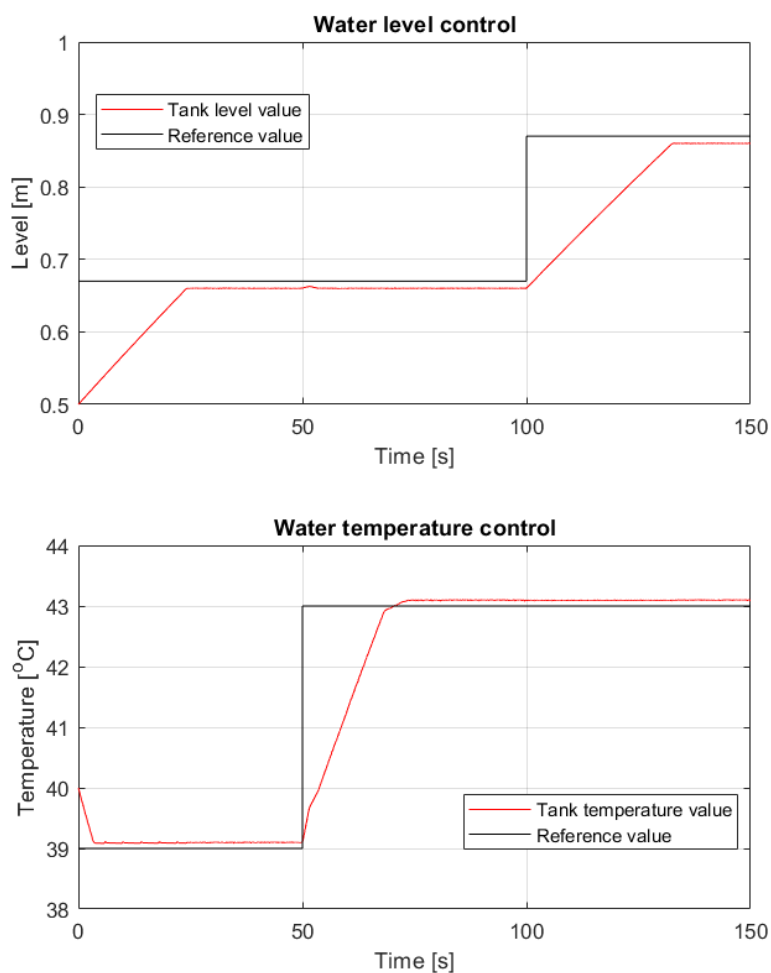 Water level control
1
0.9
0.8
0.7
0.6
0.5
Level [m]
Tank level value
Reference value
0 50 100 150
Time [s]
Water temperature control
44
43
42
41
40
39
38
Temperature [°C]
Tank temperature value
Reference value
0 50 100 150
Time [s]